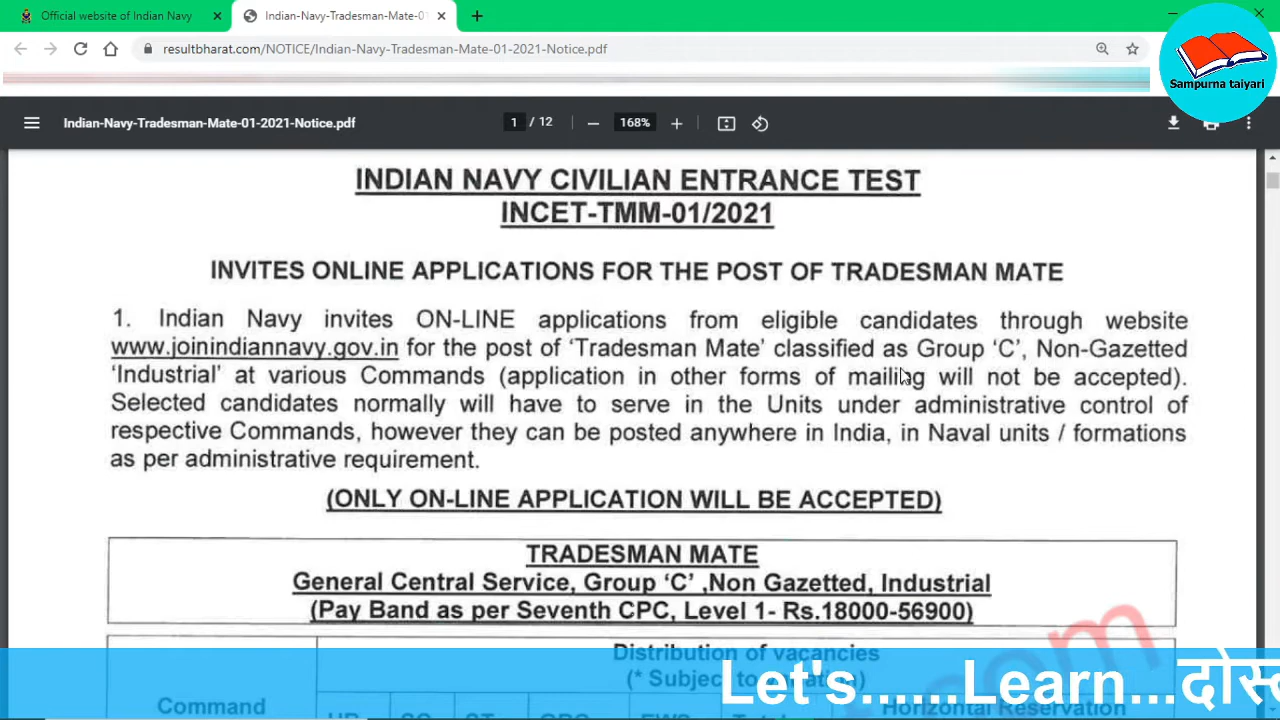 Official website of Indian Navy
Indian-Navy-Tradesman-Mate-01
resultbharat.com/NOTICE/Indian-Navy-Tradesman-Mate-01-2021-Notice.pdf
Sampurna taiyari
Indian-Navy-Tradesman-Mate-01-2021-Notice.pdf
1 / 12
168%
INDIAN NAVY CIVILIAN ENTRANCE TEST
INCET-TMM-01/2021
INVITES ONLINE APPLICATIONS FOR THE POST OF TRADESMAN MATE
1. Indian Navy invites ON-LINE applications from eligible candidates through website
www.joinindiannavy.gov.in for the post of ‘Tradesman Mate’ classified as Group ‘C’, Non-Gazetted
‘Industrial’ at various Commands (application in other forms of mailing will not be accepted).
Selected candidates normally will have to serve in the Units under administrative control of
respective Commands, however they can be posted anywhere in India, in Naval units / formations
as per administrative requirement.
(ONLY ON-LINE APPLICATION WILL BE ACCEPTED)
TRADESMAN MATE
General Central Service, Group ‘C’ ,Non Gazetted, Industrial
(Pay Band as per Seventh CPC, Level 1- Rs.18000-56900)
Distribution of vacancies
(* Subject to
Command
Horizontal Reservation
Let's......Learn...